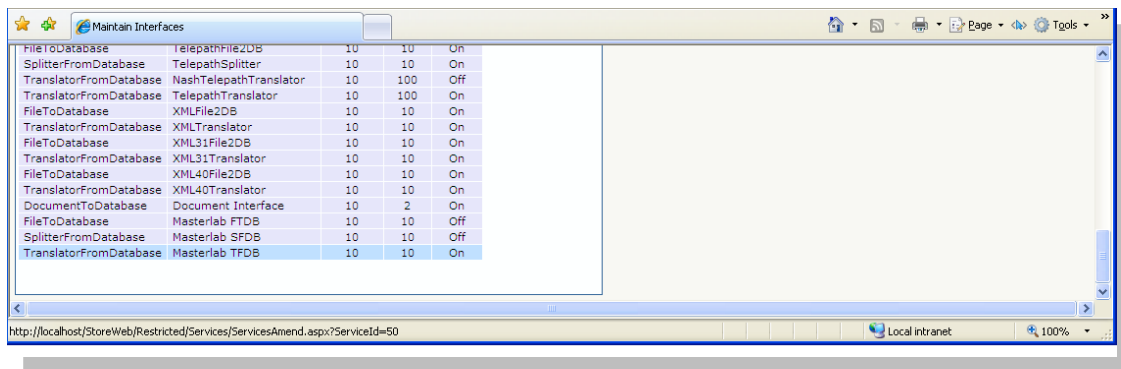 Maintain Interfaces
Page Tools »
FileToDatabase TelepathFile2DB 10 10 On
SplitterFromDatabase TelepathSplitter 10 10 On
TranslatorFromDatabase NashTelepathTranslator 10 100 Off
TranslatorFromDatabase TelepathTranslator 10 100 On
FileToDatabase XMLFile2DB 10 10 On
TranslatorFromDatabase XMLTranslator 10 10 On
FileToDatabase XML31File2DB 10 10 On
TranslatorFromDatabase XML31Translator 10 10 On
FileToDatabase XML40File2DB 10 10 On
TranslatorFromDatabase XML40Translator 10 10 On
DocumentToDatabase Document Interface 10 2 On
FileToDatabase Masterlab FTDB 10 10 Off
SplitterFromDatabase Masterlab SFDB 10 10 Off
TranslatorFromDatabase Masterlab TFDB 10 10 On
http://localhost/StoreWeb/Restricted/Services/ServicesAmend.aspx?ServiceId=50 Local intranet 100%